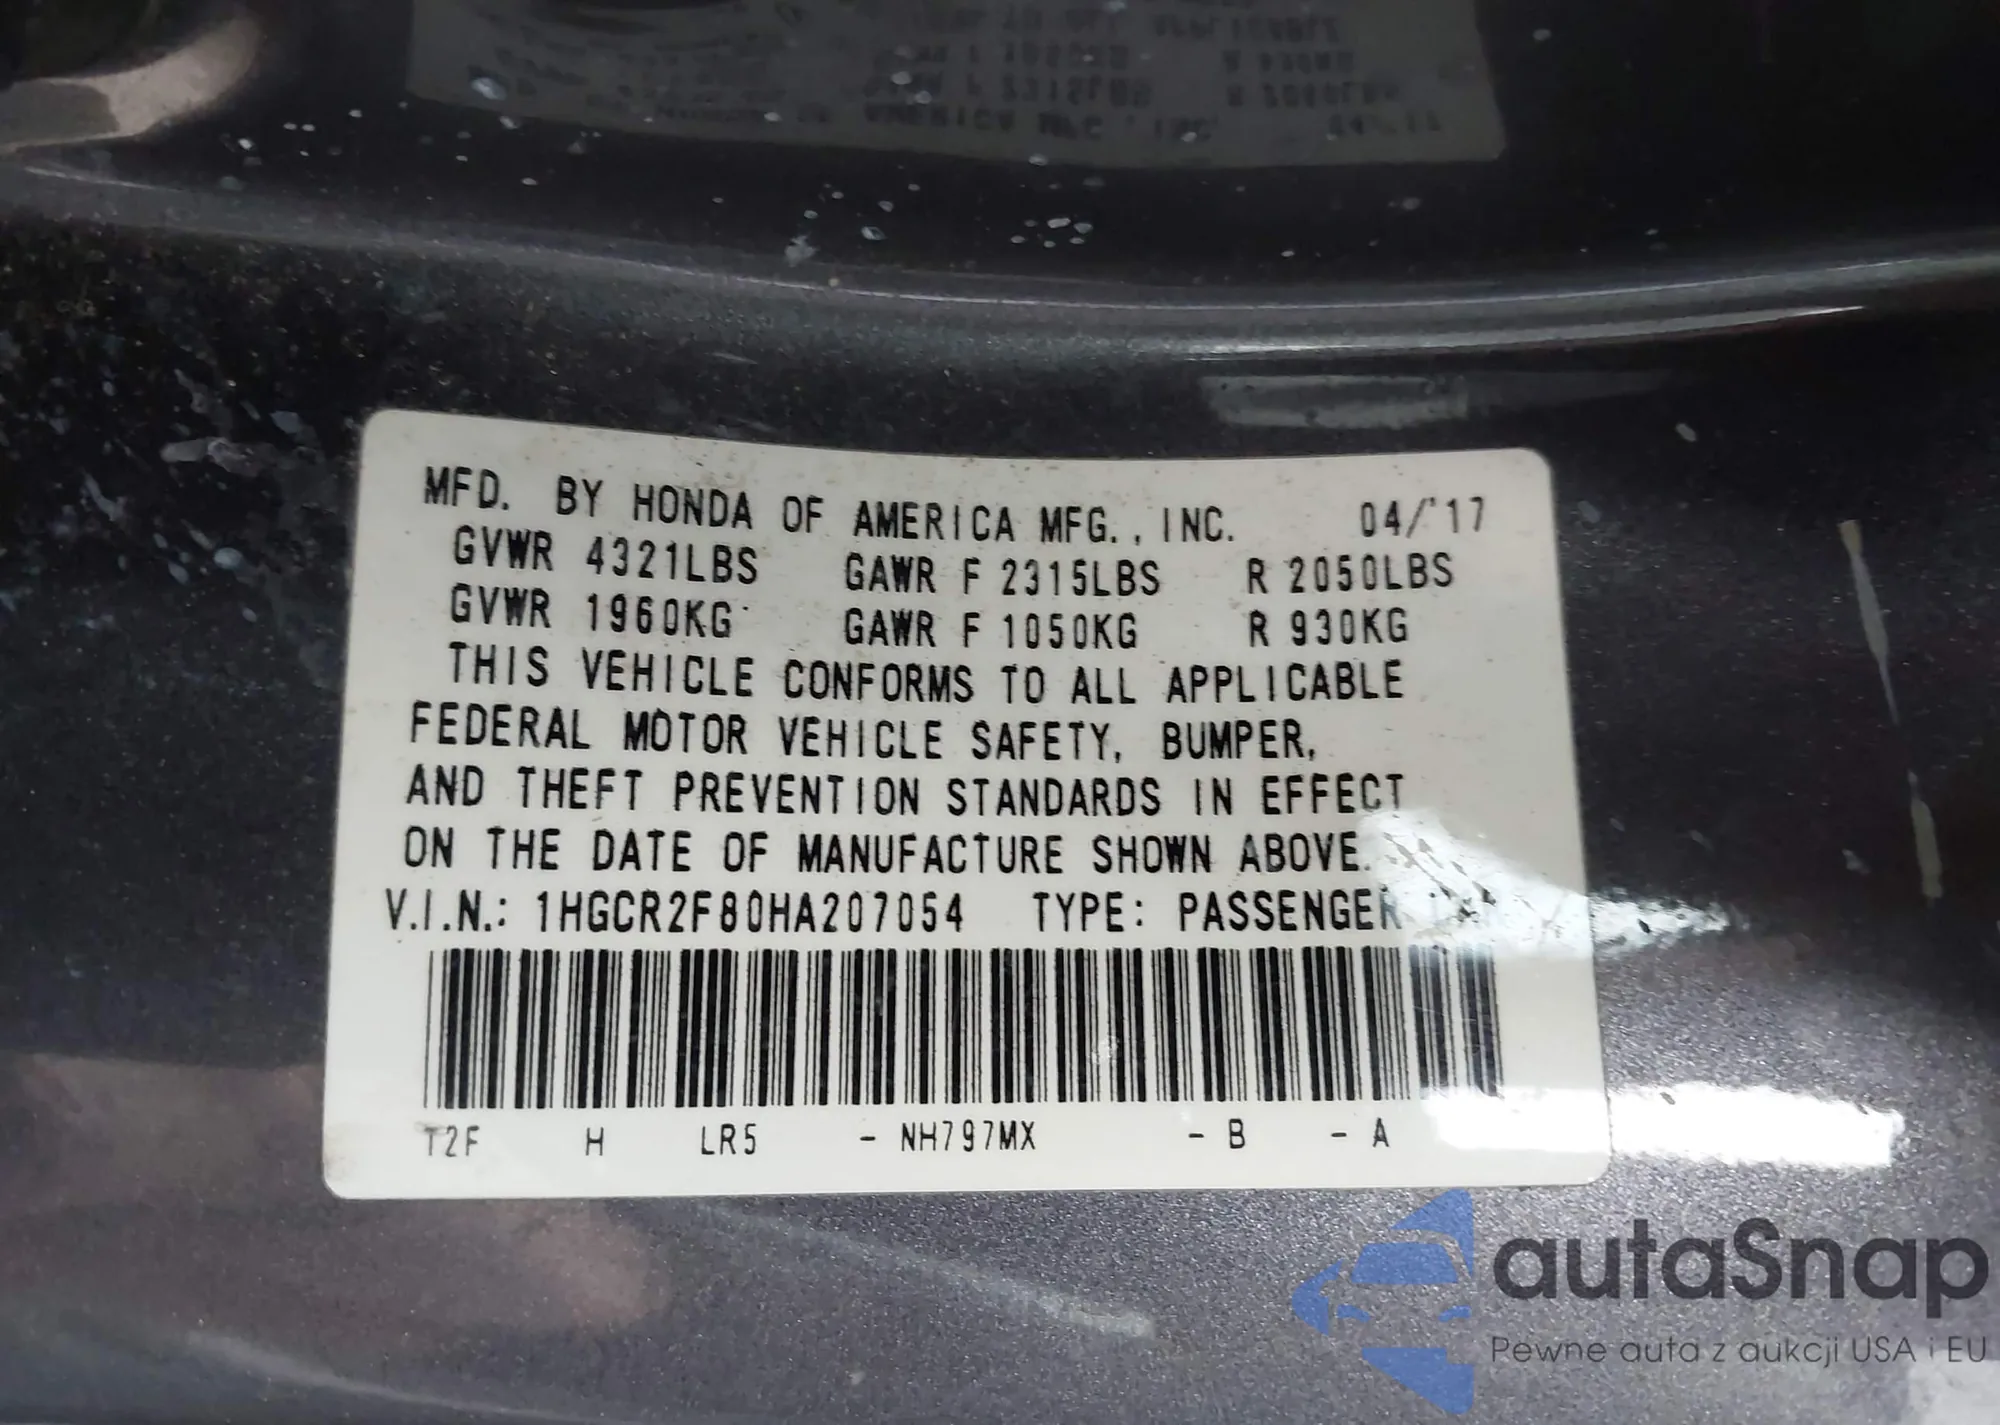 MFD. BY HONDA OF AMERICA MFG., INC. 04/'17
GVWR 4321LBS GAWR F 2315LBS R 2050LBS
GVWR 1960KG GAWR F 1050KG R 930KG
THIS VEHICLE CONFORMS TO ALL APPLICABLE
FEDERAL MOTOR VEHICLE SAFETY, BUMPER,
AND THEFT PREVENTION STANDARDS IN EFFECT
ON THE DATE OF MANUFACTURE SHOWN ABOVE.
V.I.N.: 1HGCR2F80HA207054 TYPE: PASSENGER CAR
T2F H LR5 - NH797MX - B - A
autaSnap
Pewne auta z aukcji USA i EU